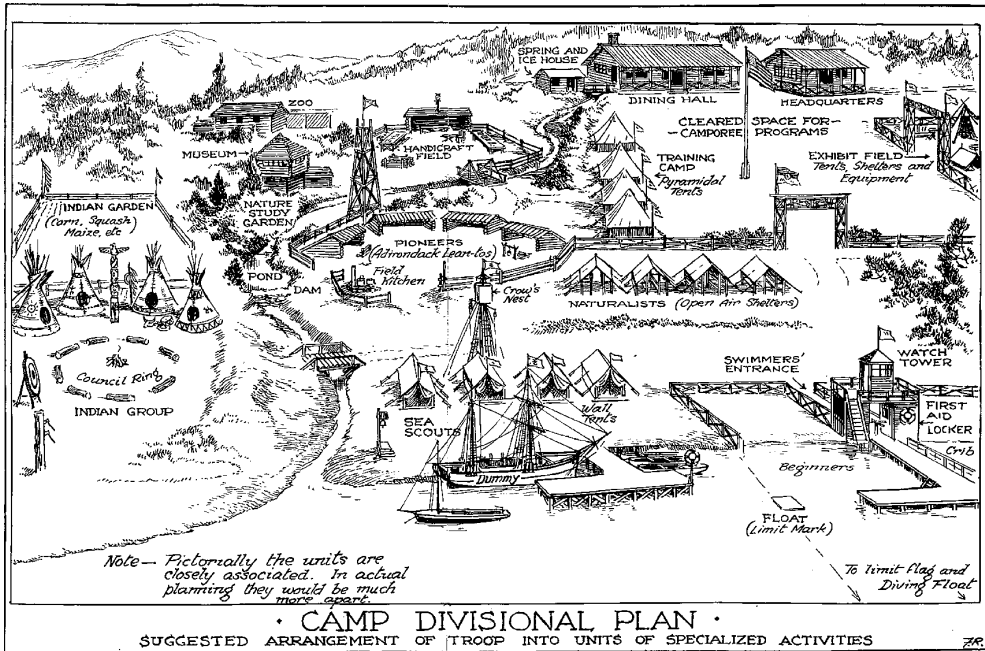 SPRING AND
ICE HOUSE
DINING HALL
HEADQUARTERS
ZOO
MUSEUM
HANDICRAFT
FIELD
CLEARED SPACE FOR
CAMPOREE PROGRAMS
TRAINING
CAMP
Pyramidal
Tents
EXHIBIT FIELD
Tents, Shelters and
Equipment
INDIAN GARDEN
(Corn, Squash)
Maize, etc
NATURE
STUDY
GARDEN
PIONEERS
(Adirondack Lean-tos)
POND
DAM
Field
Kitchen
Crow's
Nest
NATURALISTS (Open Air Shelters)
Council Ring
INDIAN GROUP
SWIMMERS'
ENTRANCE
WATCH
TOWER
FIRST
AID
LOCKER
Crib
SEA
SCOUTS
Wall
Tents
Dummy
Beginners
FLOAT
(Limit Mark)
To limit flag and
Diving Float
Note — Pictorially the units are
closely associated. In actual
planning they would be much
more apart.
· CAMP DIVISIONAL PLAN ·
SUGGESTED ARRANGEMENT OF TROOP INTO UNITS OF SPECIALIZED ACTIVITIES
F.R.